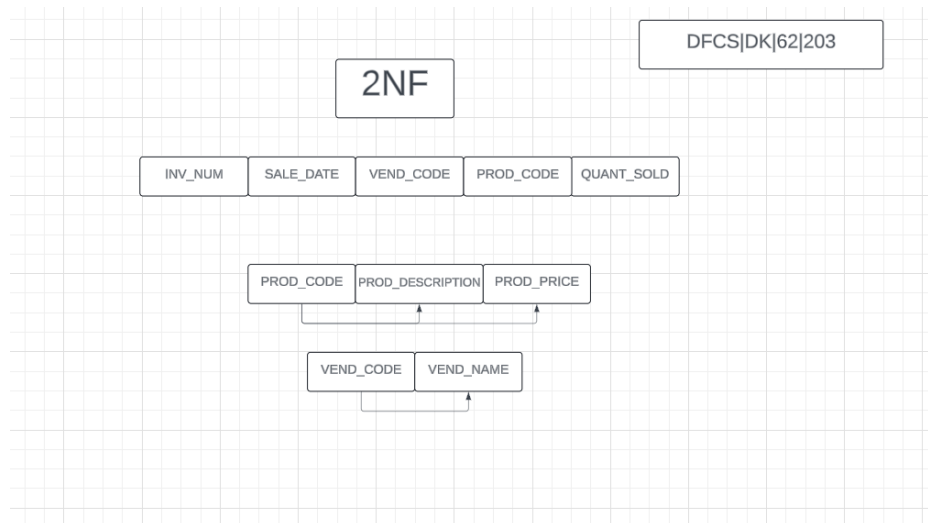 DFCS|DK|62|203
2NF
INV_NUM SALE_DATE VEND_CODE PROD_CODE QUANT_SOLD
PROD_CODE PROD_DESCRIPTION PROD_PRICE
VEND_CODE VEND_NAME